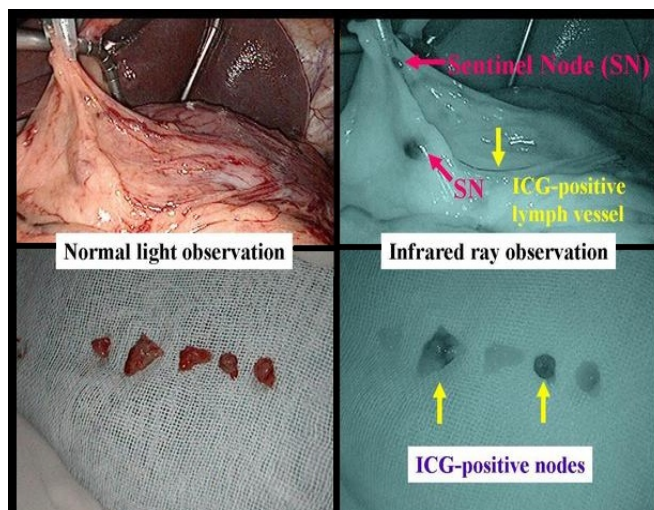 Sentinel Node (SN)
SN
ICG-positive
lymph vessel
Normal light observation
Infrared ray observation
ICG-positive nodes